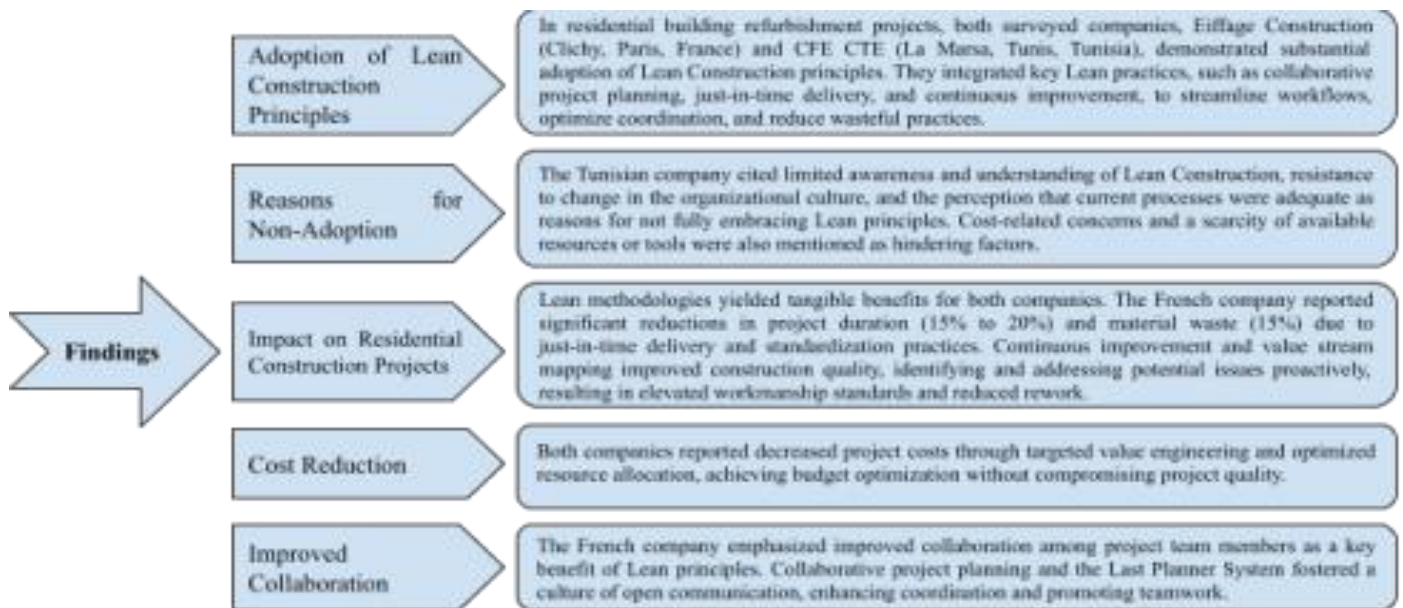 Findings
Adoption of Lean
Construction
Principles
In residential building refurbishment projects, both surveyed companies, Eiffage Construction
(Clichy, Paris, France) and CFE CTE (La Marsa, Tunis, Tunisia), demonstrated substantial
adoption of Lean Construction principles. They integrated key Lean practices, such as collaborative
project planning, just-in-time delivery, and continuous improvement, to streamline workflows,
optimize coordination, and reduce wasteful practices.
Reasons for
Non-Adoption
The Tunisian company cited limited awareness and understanding of Lean Construction, resistance
to change in the organizational culture, and the perception that current processes were adequate as
reasons for not fully embracing Lean principles. Cost-related concerns and a scarcity of available
resources or tools were also mentioned as hindering factors.
Impact on Residential
Construction Projects
Lean methodologies yielded tangible benefits for both companies. The French company reported
significant reductions in project duration (15% to 20%) and material waste (15%) due to
just-in-time delivery and standardization practices. Continuous improvement and value stream
mapping improved construction quality, identifying and addressing potential issues proactively,
resulting in elevated workmanship standards and reduced rework.
Cost Reduction
Both companies reported decreased project costs through targeted value engineering and optimized
resource allocation, achieving budget optimization without compromising project quality.
Improved
Collaboration
The French company emphasized improved collaboration among project team members as a key
benefit of Lean principles. Collaborative project planning and the Last Planner System fostered a
culture of open communication, enhancing coordination and promoting teamwork.